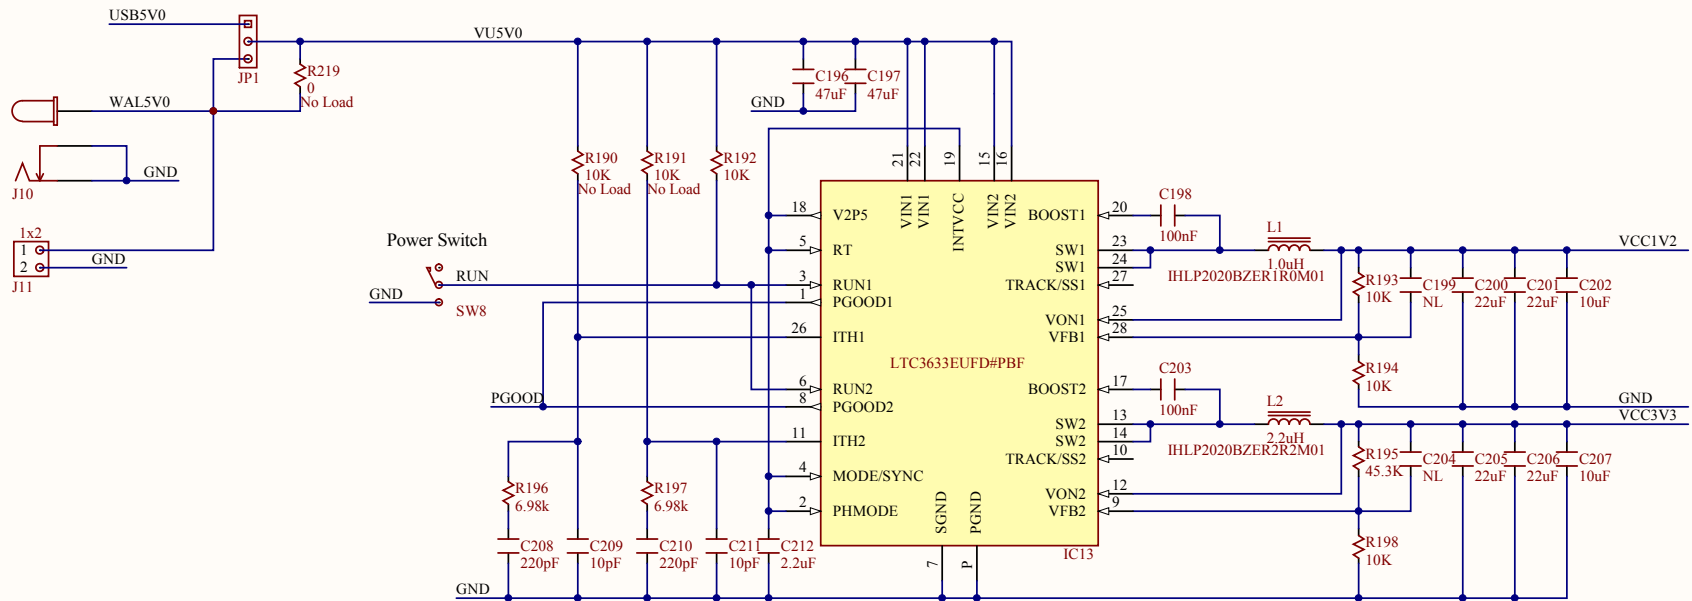 USB5V0
VU5V0
JP1
R219
0
No Load
WAL5V0
GND
J10
1x2
1
2
GND
J11
Power Switch
RUN
GND
SW8
C196
47uF
C197
47uF
GND
R190
10K
No Load
R191
10K
No Load
R192
10K
21
22
19
15
16
VIN1
VIN1
INTVCC
VIN2
VIN2
18
V2P5
5
RT
3
RUN1
1
PGOOD1
26
ITH1
6
RUN2
PGOOD
8
PGOOD2
11
ITH2
4
MODE/SYNC
2
PHMODE
LTC3633EUFD#PBF
BOOST1
20
SW1
23
SW1
24
TRACK/SS1
27
VON1
25
VFB1
28
BOOST2
17
SW2
13
SW2
14
TRACK/SS2
10
VON2
12
VFB2
9
SGND
PGND
7
P
IC13
C198
100nF
L1
1.0uH
IHLP2020BZER1R0M01
VCC1V2
R193
10K
C199
NL
C200
22uF
C201
22uF
C202
10uF
R194
10K
GND
C203
100nF
L2
2.2uH
IHLP2020BZER2R2M01
VCC3V3
R195
45.3K
C204
NL
C205
22uF
C206
22uF
C207
10uF
R198
10K
R196
6.98k
R197
6.98k
C208
220pF
C209
10pF
C210
220pF
C211
10pF
C212
2.2uF
GND